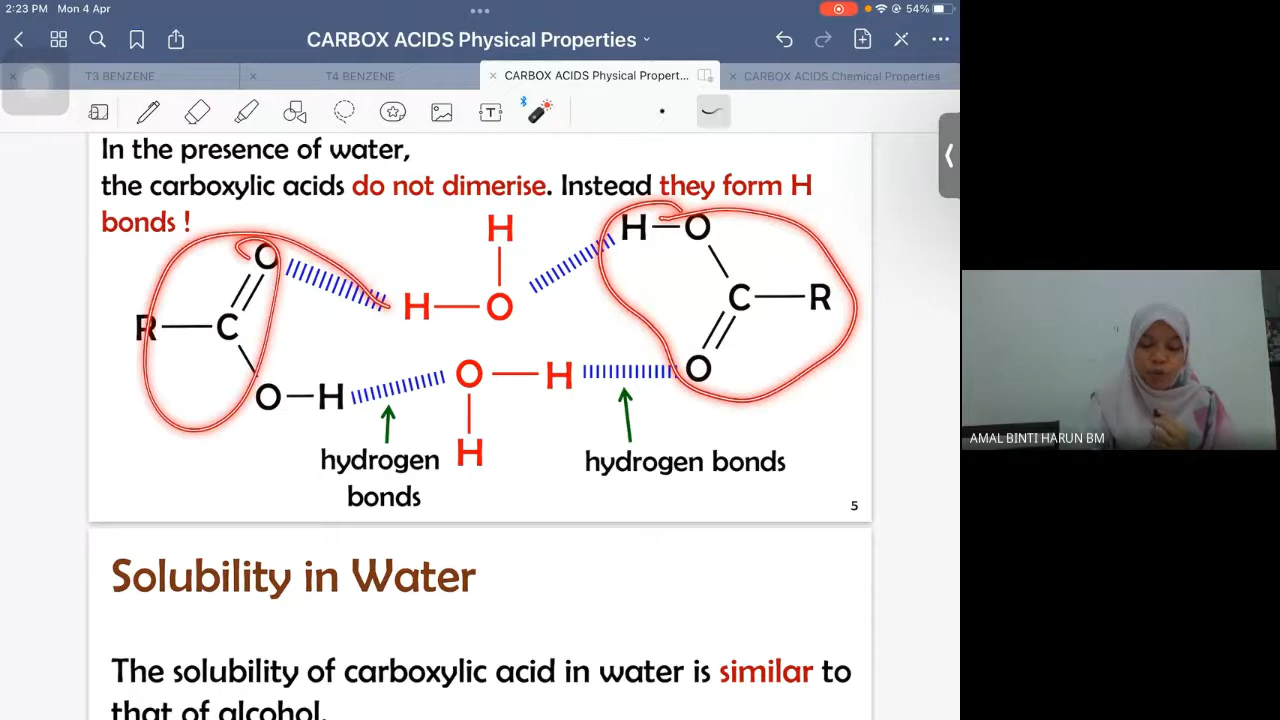 2:23 PM Mon 4 Apr
54%
CARBOX ACIDS Physical Properties
T3 BENZENE
T4 BENZENE
CARBOX ACIDS Physical Propert...
CARBOX ACIDS Chemical Properties
In the presence of water,
the carboxylic acids do not dimerise. Instead they form H
bonds !
H
H O
O
H O
R C
C R
H O
O H
O H
O
H
hydrogen
bonds
hydrogen bonds
5
Solubility in Water
The solubility of carboxylic acid in water is similar to
that of alcohol.
AMAL BINTI HARUN BM